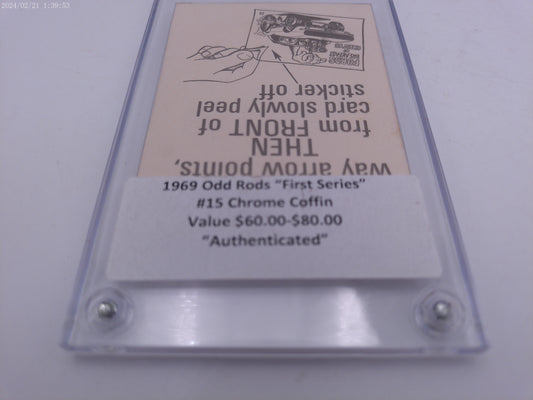 2024/02/21 1:39:53
way arrow points,
THEN
from FRONT of
card slowly peel
sticker off
1969 Odd Rods "First Series"
#15 Chrome Coffin
Value $60.00-$80.00
"Authenticated"